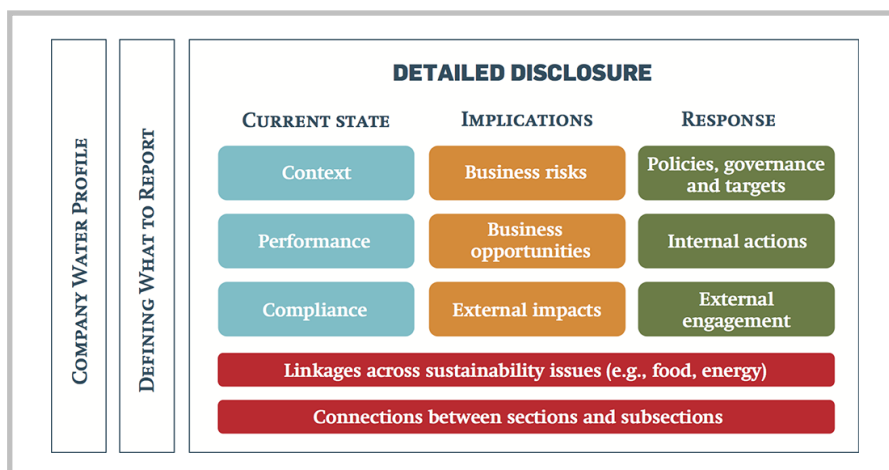 COMPANY WATER PROFILE
DEFINING WHAT TO REPORT
DETAILED DISCLOSURE
CURRENT STATE
IMPLICATIONS
RESPONSE
Context
Business risks
Policies, governance
and targets
Performance
Business
opportunities
Internal actions
Compliance
External impacts
External
engagement
Linkages across sustainability issues (e.g., food, energy)
Connections between sections and subsections